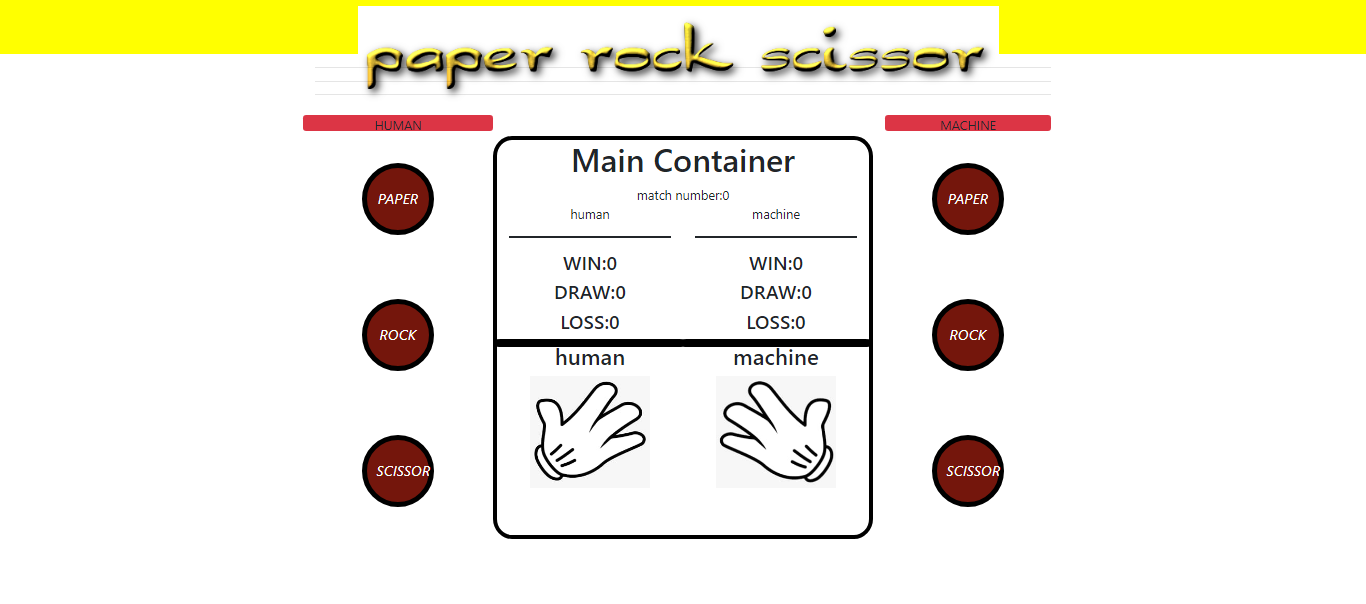 paper rock scissor
HUMAN
MACHINE
Main Container
match number:0
human machine
WIN:0 WIN:0
DRAW:0 DRAW:0
LOSS:0 LOSS:0
human machine
PAPER
ROCK
SCISSOR
PAPER
ROCK
SCISSOR